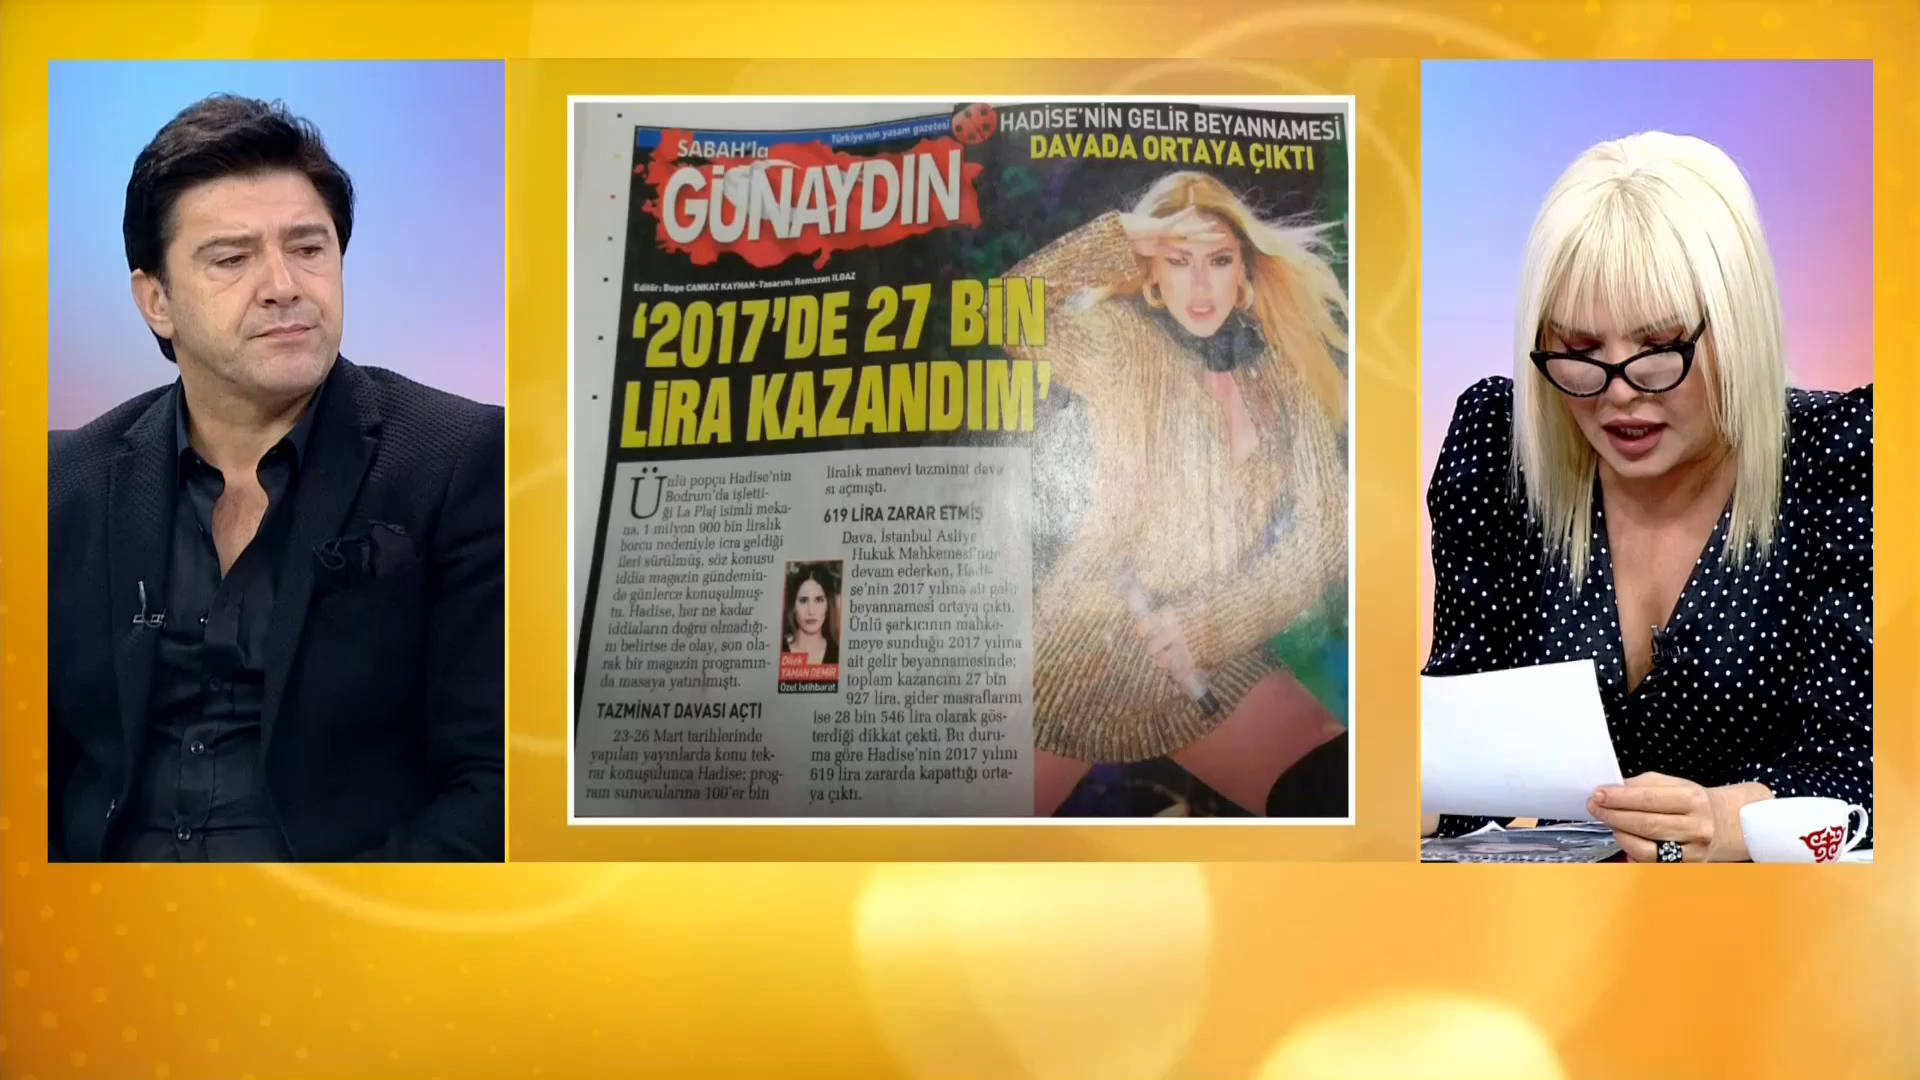 SABAH'la
Türkiye'nin yaşam gazetesi
GÜNAYDIN
HADİSE'NİN GELİR BEYANNAMESİ
DAVADA ORTAYA ÇIKTI
Editör: Buge CANKAT KAYHAN-Tasarım: Ramazan ILGAZ
'2017'DE 27 BİN
LİRA KAZANDIM'
Ünlü popçu Hadise'nin
Bodrum'da işletti-
ği La Plaj isimli meka-
na, 1 milyon 900 bin liralık
borcu nedeniyle icra geldiği
ileri sürülmüş, söz konusu
iddia magazin gündemin-
de günlerce konuşulmuş-
tu. Hadise, her ne kadar
iddiaların doğru olmadığı-
nı belirtse de olay, son ola-
rak bir magazin programın-
da masaya yatırılmıştı.
TAZMİNAT DAVASI AÇTI
23-26 Mart tarihlerinde
yapılan yayınlarda konu tek-
rar konuşulunca Hadise; prog-
ram sunucularına 100'er bin
liralık manevi tazminat dava
sı açmıştı.
619 LİRA ZARAR ETMİŞ
Dava, İstanbul Asliye
Hukuk Mahkemesi'nde
devam ederken, Hadi-
se'nin 2017 yılına ait gelir
beyannamesi ortaya çıktı.
Ünlü şarkıcının mahke-
meye sunduğu 2017 yılına
ait gelir beyannamesinde;
toplam kazancını 27 bin
927 lira, gider masraflarını
ise 28 bin 546 lira olarak gös-
terdiği dikkat çekti. Bu duru-
ma göre Hadise'nin 2017 yılını
619 lira zararda kapattığı orta-
ya çıktı.
Dilek
YAMAN DEMİR
Özel İstihbarat